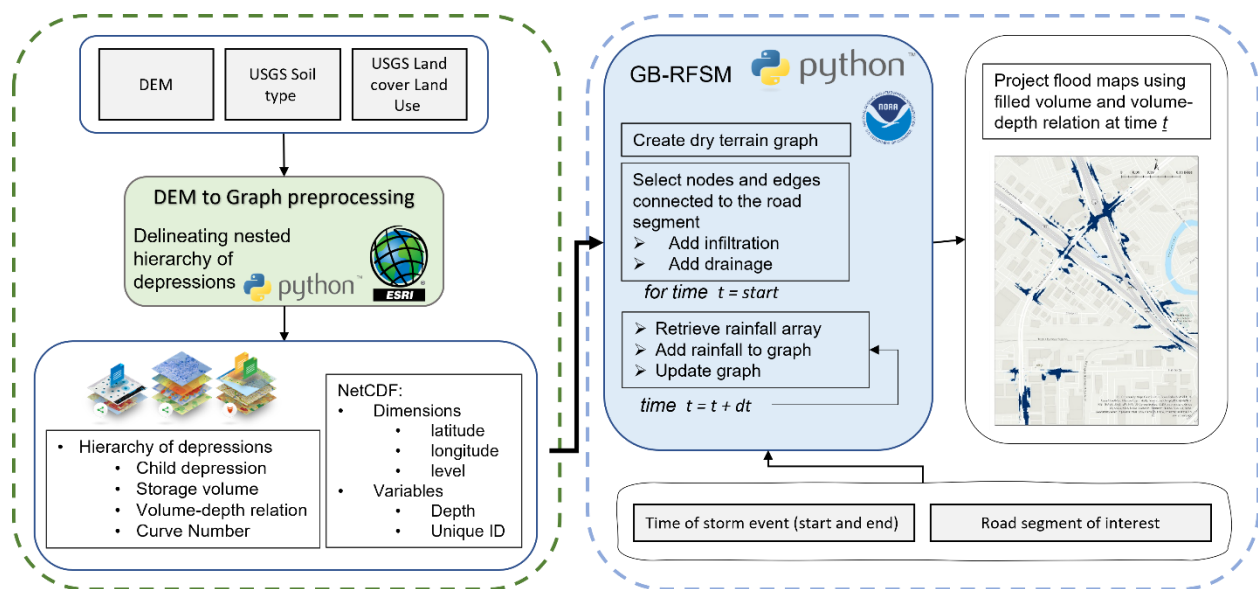 DEM
USGS Soil
type
USGS Land
cover Land
Use
DEM to Graph preprocessing
Delineating nested
hierarchy of
depressions
python™
ESRI
• Hierarchy of depressions
• Child depression
• Storage volume
• Volume-depth relation
• Curve Number
NetCDF:
• Dimensions
• latitude
• longitude
• level
• Variables
• Depth
• Unique ID
GB-RFSM
python™
NOAA
Create dry terrain graph
Select nodes and edges
connected to the road
segment
➢ Add infiltration
➢ Add drainage
for time t = start
➢ Retrieve rainfall array
➢ Add rainfall to graph
➢ Update graph
time t = t + dt
Project flood maps using
filled volume and volume-
depth relation at time t
Time of storm event (start and end)
Road segment of interest